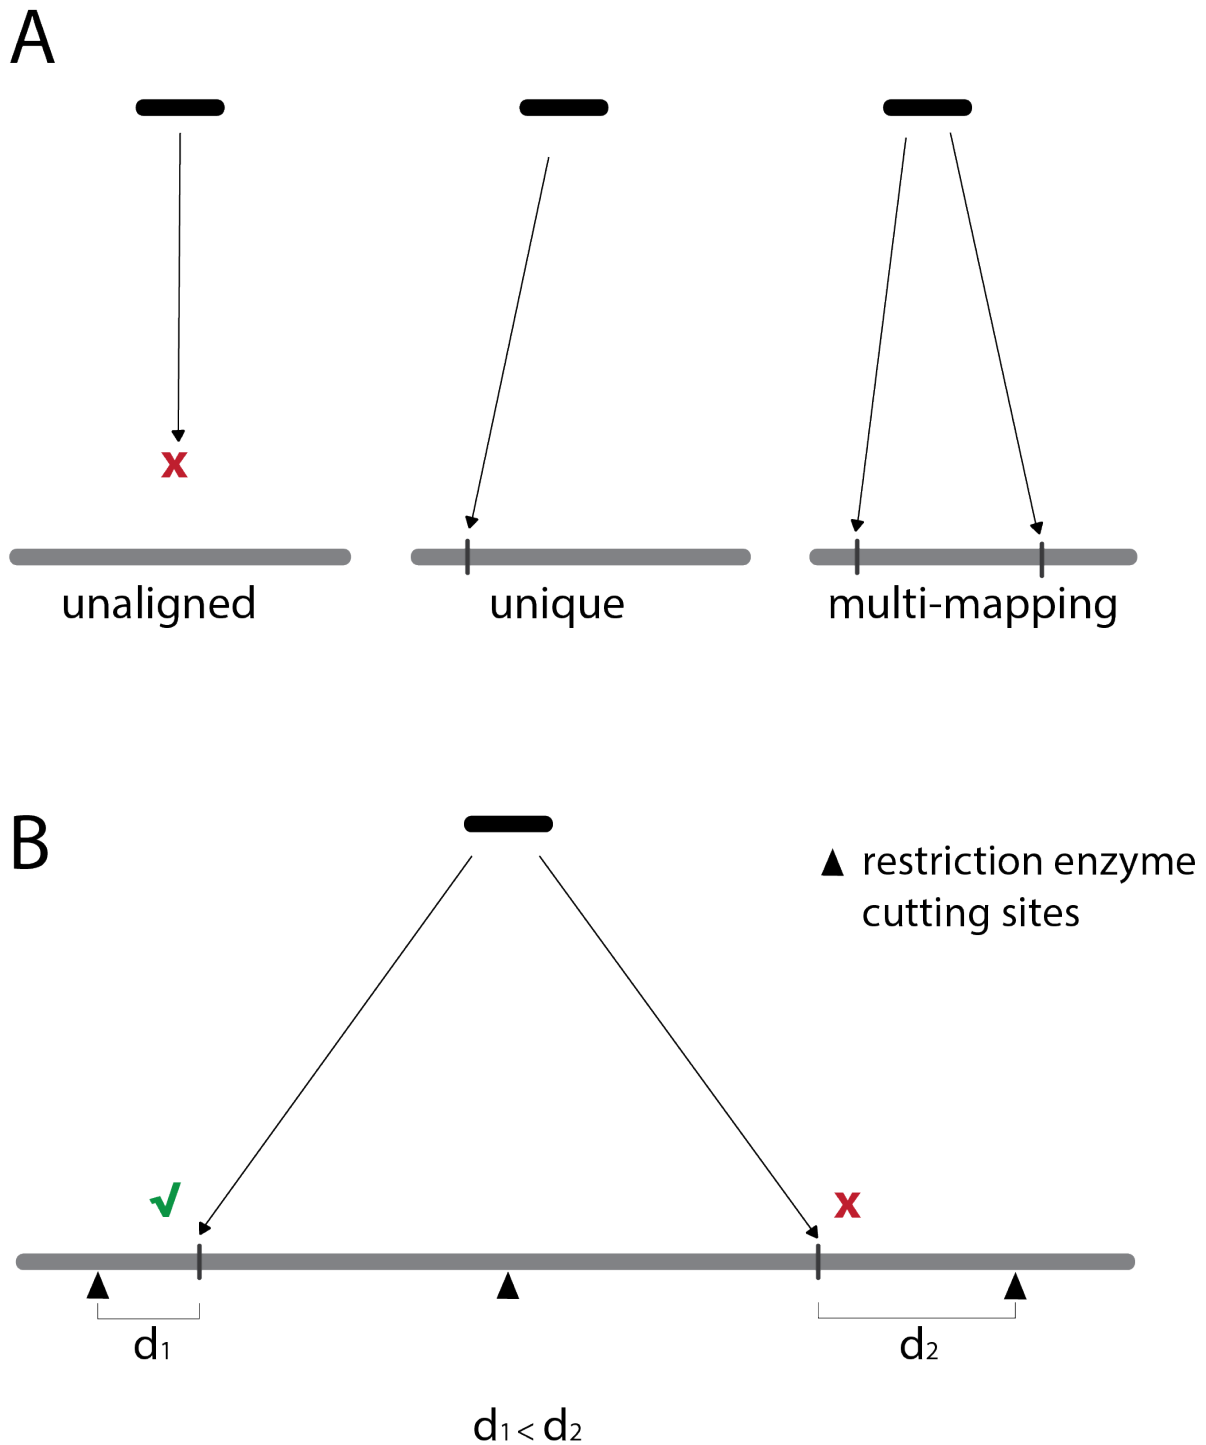 A
x
unaligned
unique
multi-mapping
B
restriction enzyme
cutting sites
√
x
d1
d2
d1 < d2